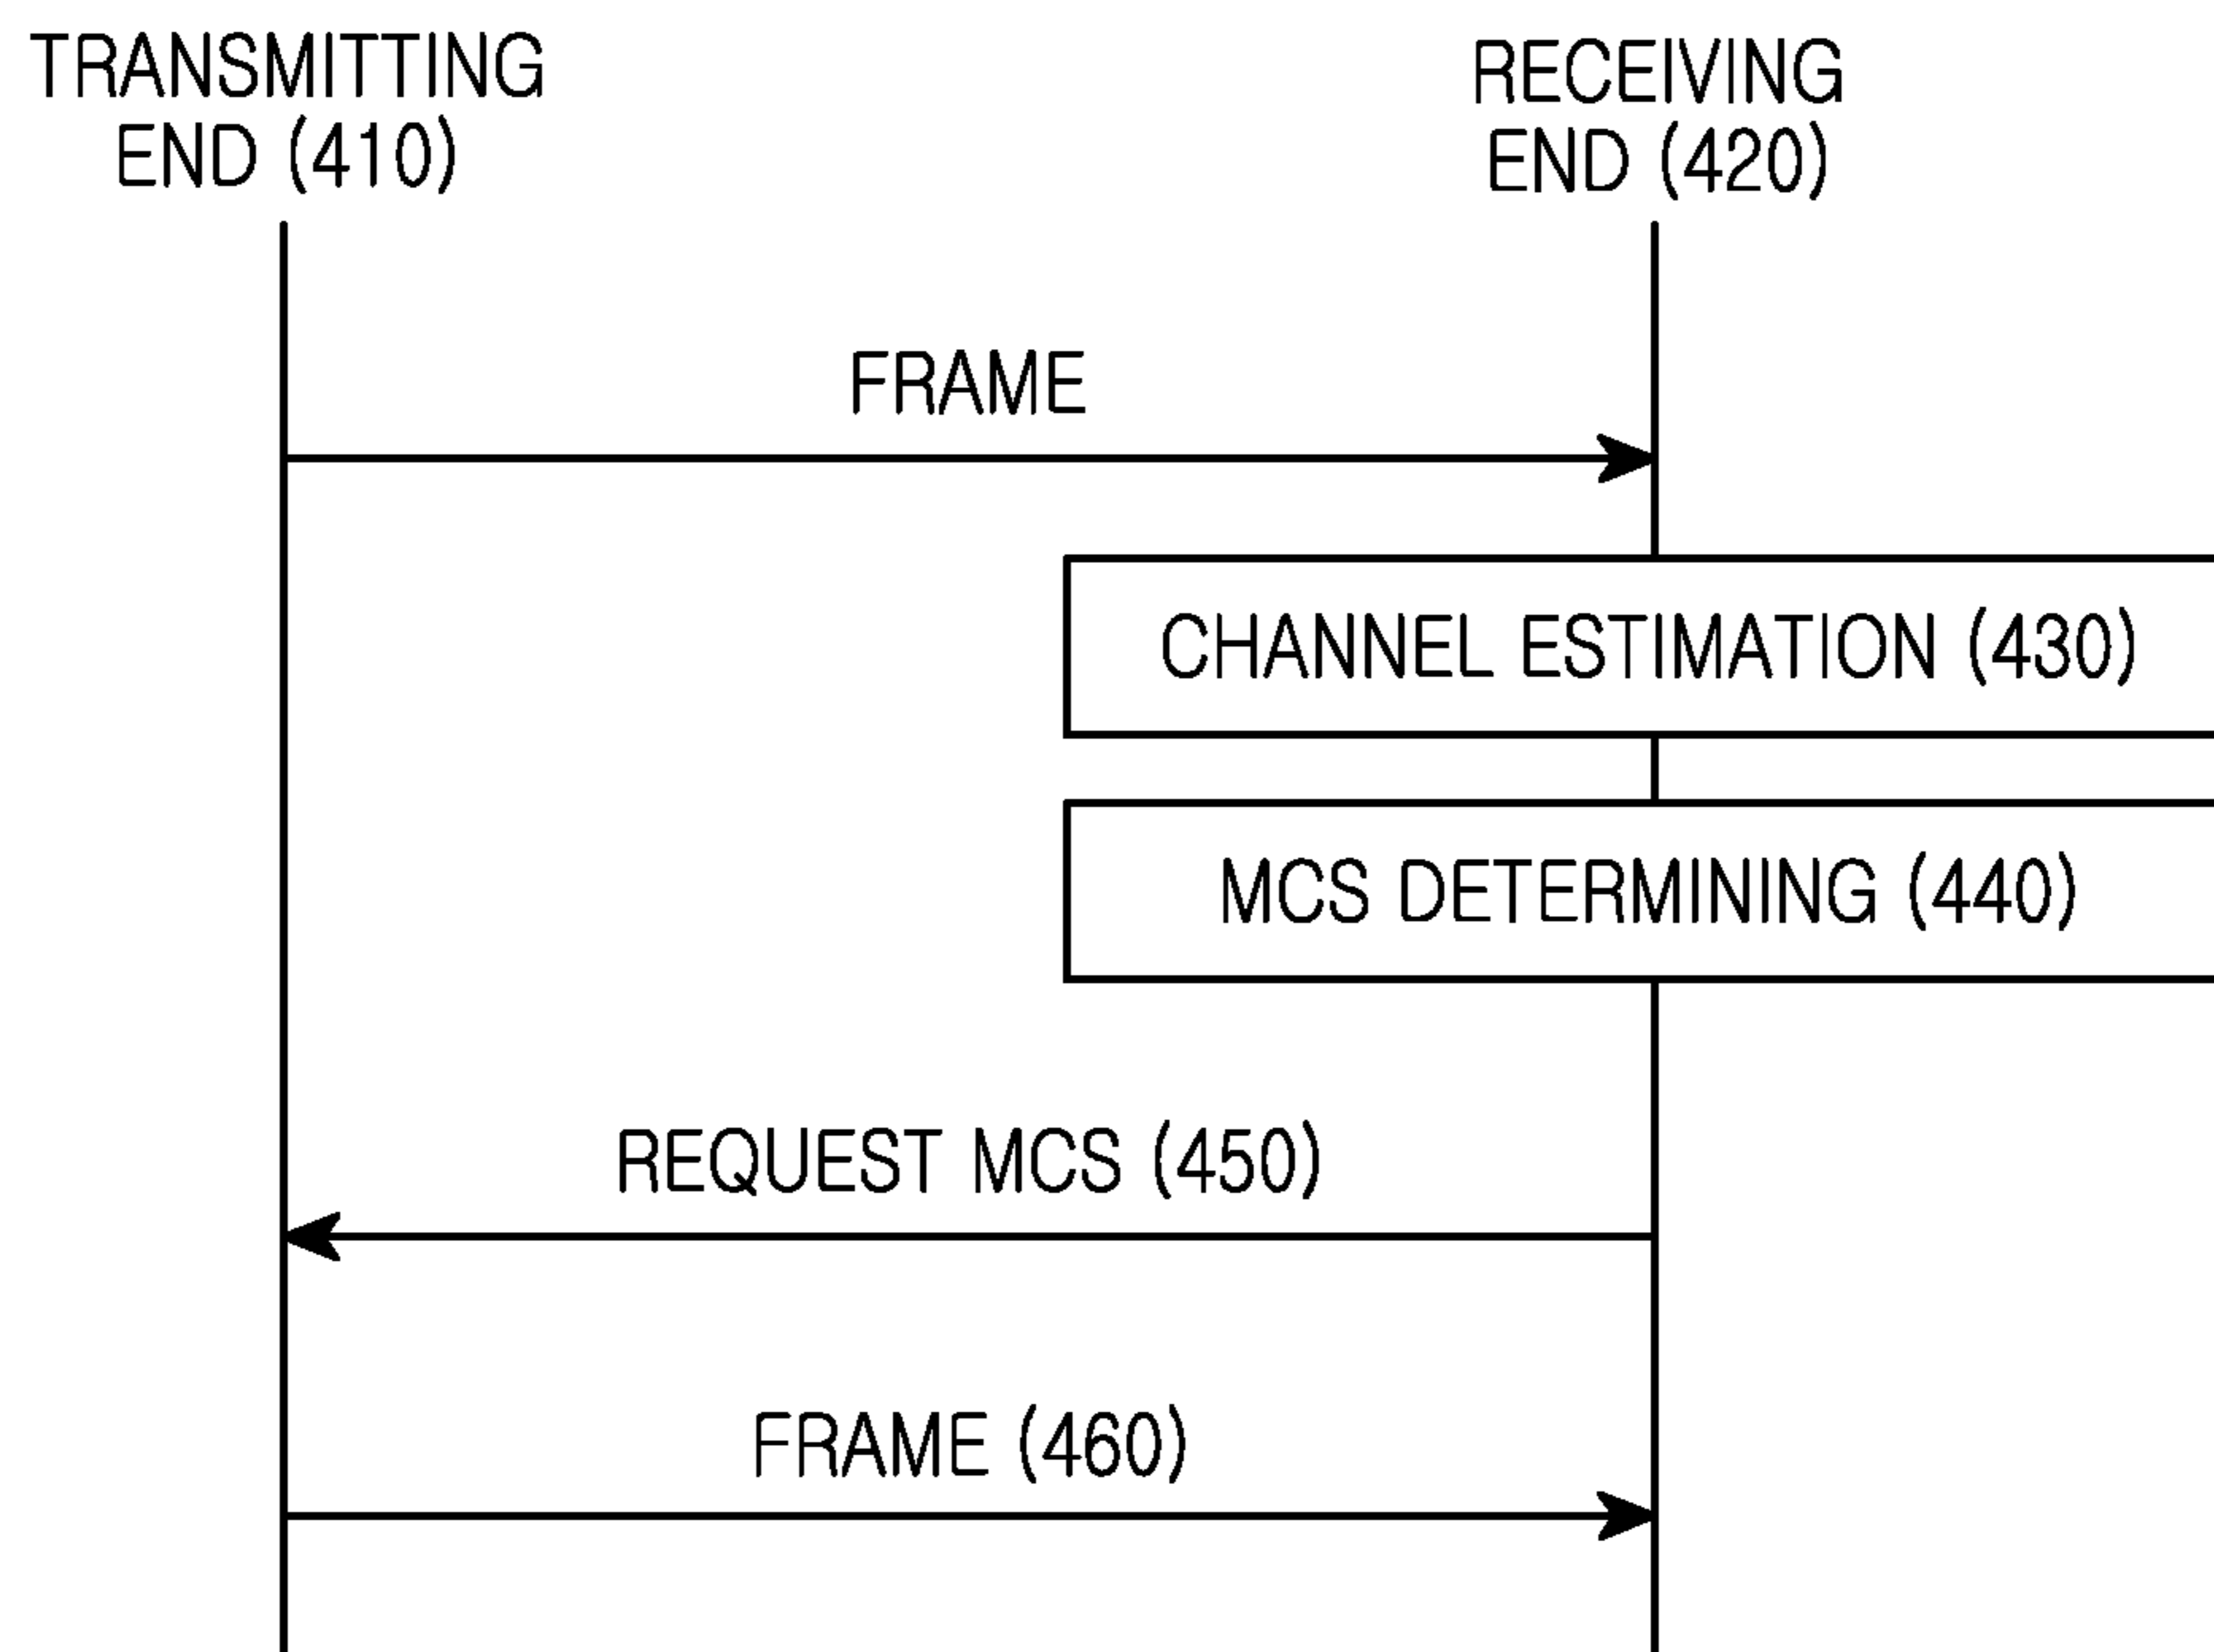 TRANSMITTING
END (410)
RECEIVING
END (420)
FRAME
CHANNEL ESTIMATION (430)
MCS DETERMINING (440)
REQUEST MCS (450)
FRAME (460)